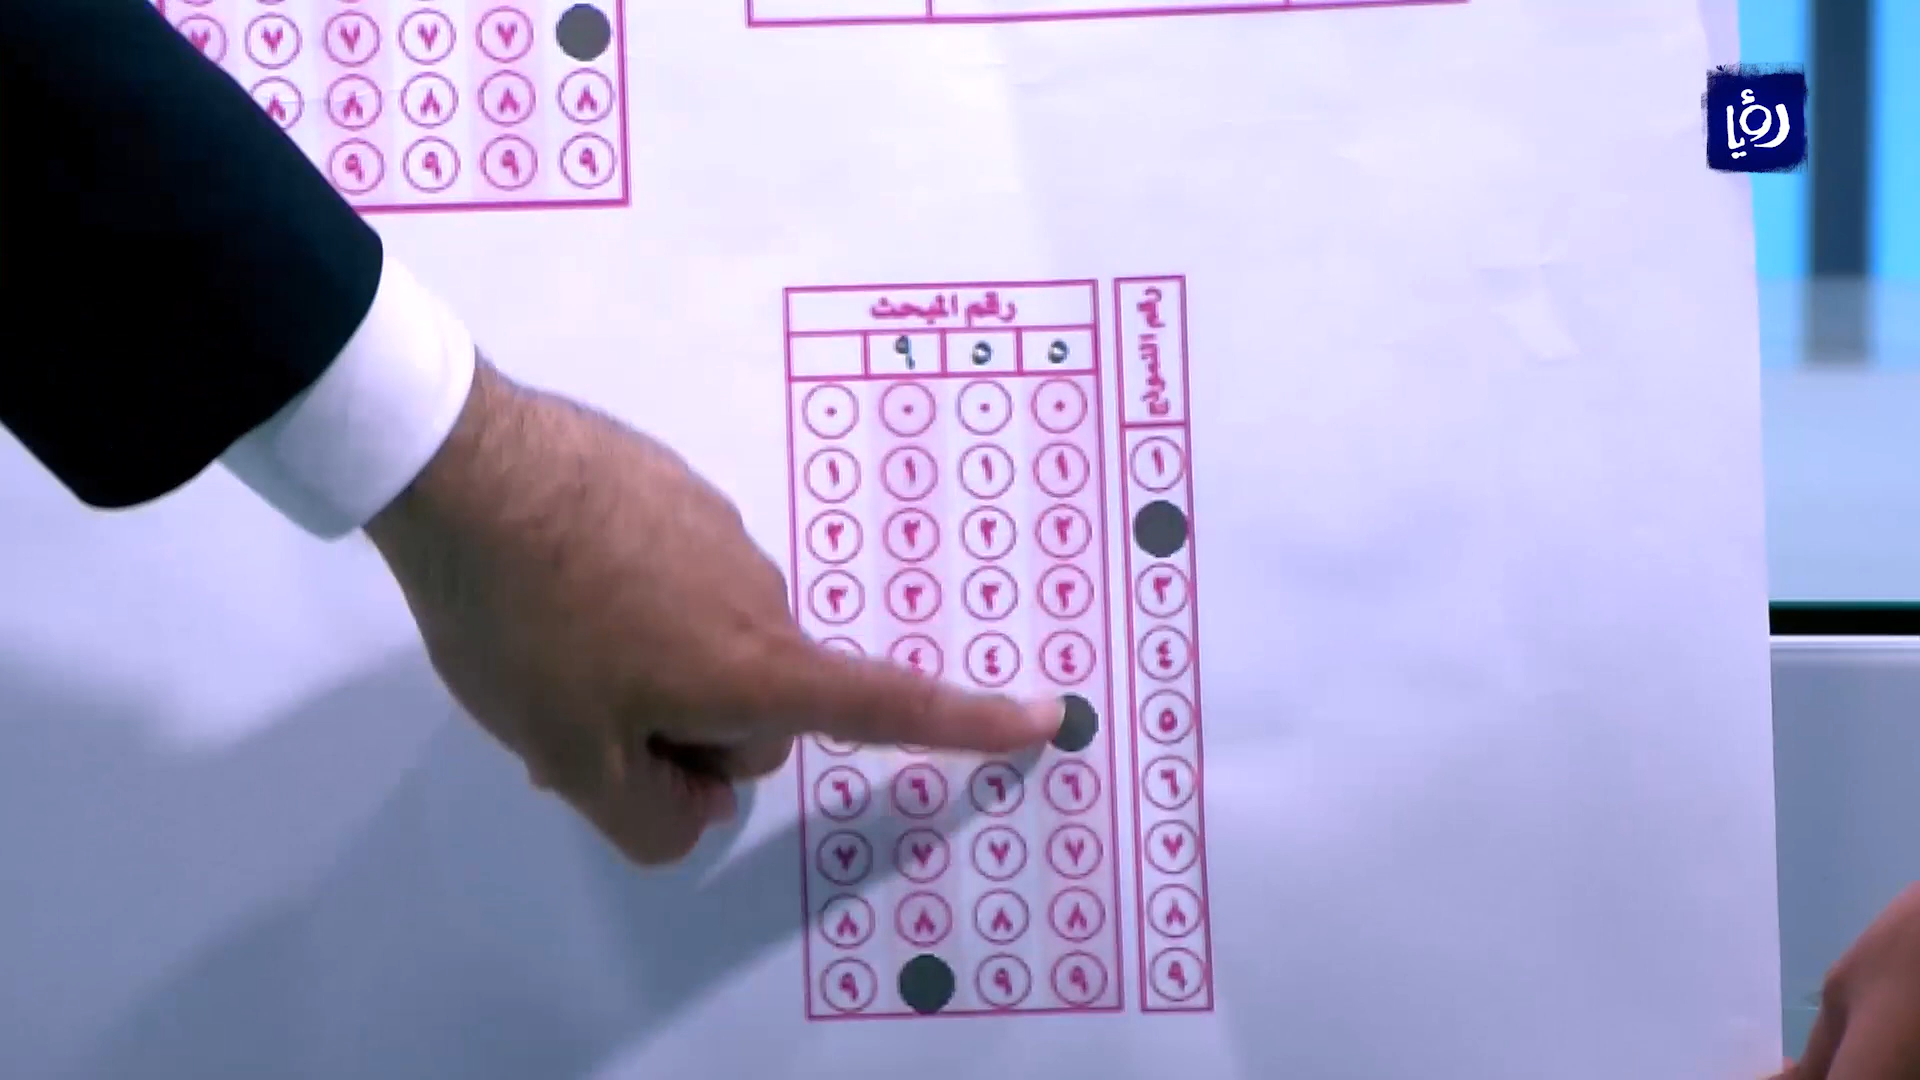 ٧ ٧ ٧ ٧ ٧
٨ ٨ ٨ ٨ ٨
٩ ٩ ٩ ٩
رؤيا
رقم المبحث
٩ ٥ ٥
٠ ٠ ٠ ٠
١ ١ ١ ١
٢ ٢ ٢ ٢
٣ ٣ ٣ ٣
٤ ٤ ٤
٦ ٦ ٦ ٦
٧ ٧ ٧ ٧
٨ ٨ ٨ ٨
٩ ٩ ٩
رقم النموذج
١
٣
٤
٥
٦
٧
٨
٩